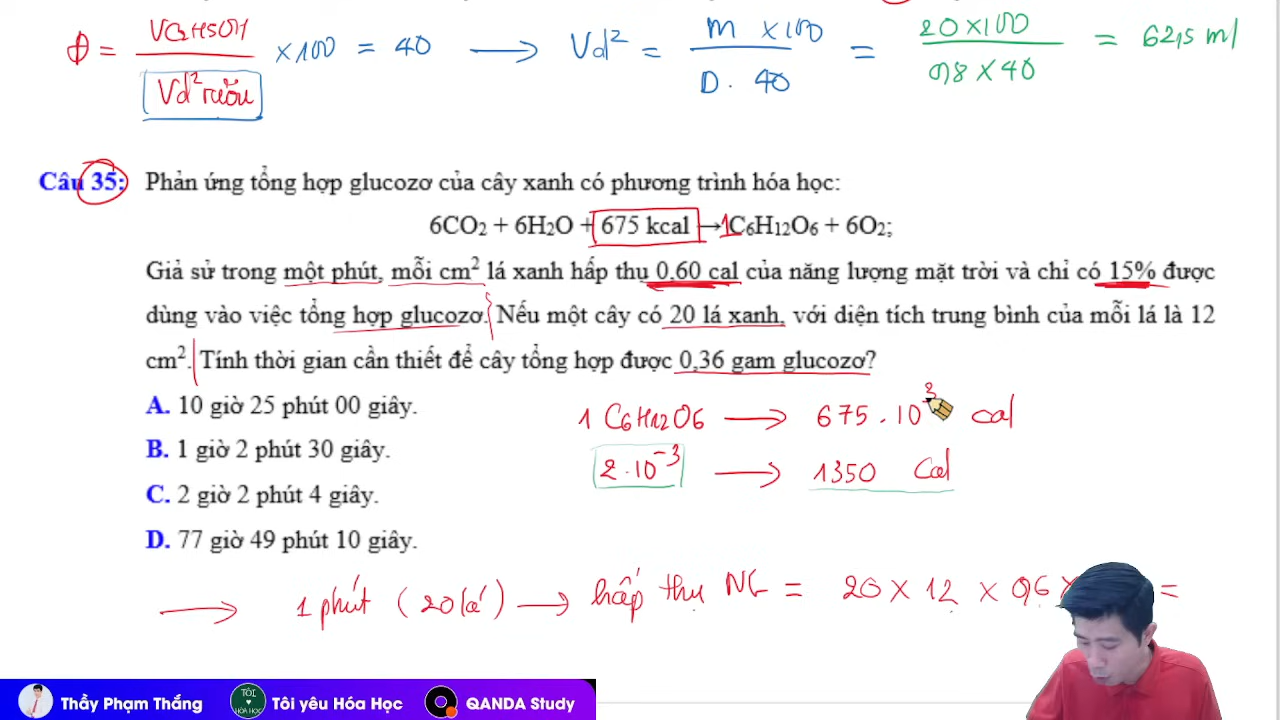 Φ = VC2H5OH / Vd² rượu × 100 = 40 → Vd² = m × 100 / D . 40 = 20 × 100 / 0,8 × 40 = 62,5 ml
Câu 35: Phản ứng tổng hợp glucozơ của cây xanh có phương trình hóa học:
6CO2 + 6H2O + 675 kcal → 1C6H12O6 + 6O2;
Giả sử trong một phút, mỗi cm² lá xanh hấp thụ 0,60 cal của năng lượng mặt trời và chỉ có 15% được
dùng vào việc tổng hợp glucozơ. Nếu một cây có 20 lá xanh, với diện tích trung bình của mỗi lá là 12
cm². Tính thời gian cần thiết để cây tổng hợp được 0,36 gam glucozơ?
A. 10 giờ 25 phút 00 giây.
1 C6H12O6 → 675 . 10³ cal
B. 1 giờ 2 phút 30 giây.
2 . 10⁻³ → 1350 Cal
C. 2 giờ 2 phút 4 giây.
D. 77 giờ 49 phút 10 giây.
→ 1 phút ( 20 lá ) → hấp thụ NL = 20 × 12 × 0,6 × =
Thầy Phạm Thắng
TÔI
HÓA HỌC
Tôi yêu Hóa Học
QANDA Study